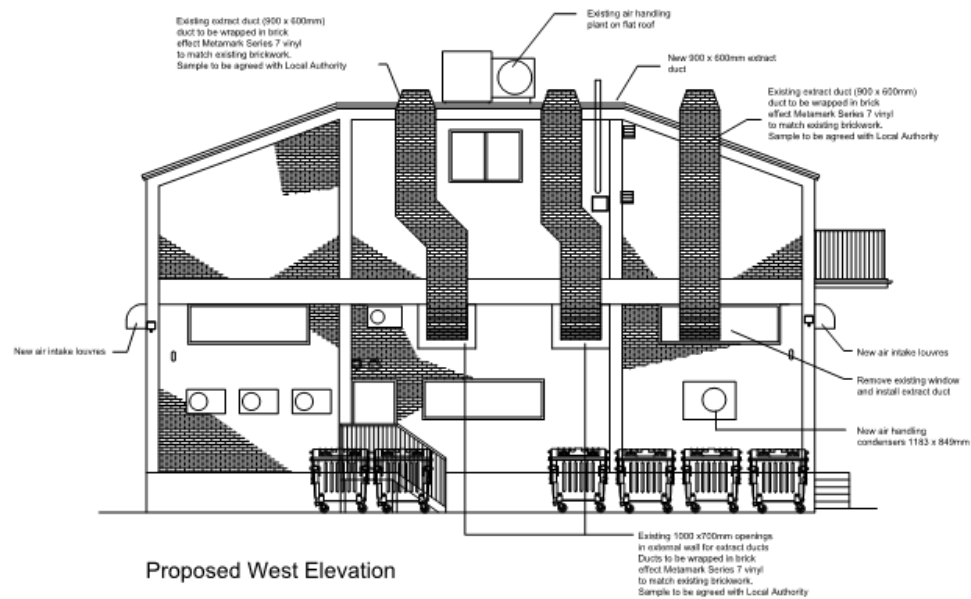 Existing extract duct (900 x 600mm)
duct to be wrapped in brick
effect Metamark Series 7 vinyl
to match existing brickwork.
Sample to be agreed with Local Authority
Existing air handling
plant on flat roof
New 900 x 600mm extract
duct
Existing extract duct (900 x 600mm)
duct to be wrapped in brick
effect Metamark Series 7 vinyl
to match existing brickwork.
Sample to be agreed with Local Authority
New air intake louvres
New air intake louvres
Remove existing window
and install extract duct
New air handling
condensers 1183 x 849mm
Existing 1000 x700mm openings
in external wall for extract ducts
Ducts to be wrapped in brick
effect Metamark Series 7 vinyl
to match existing brickwork.
Sample to be agreed with Local Authority
Proposed West Elevation